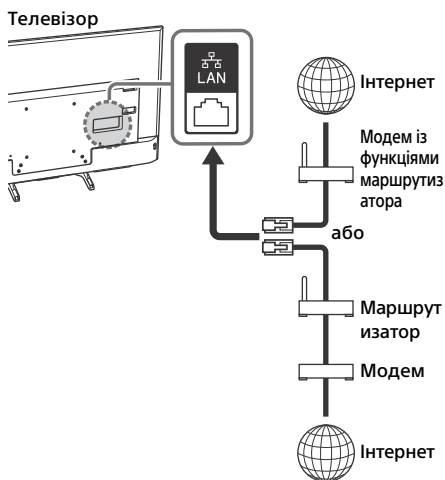 Телевізор
LAN
Інтернет
Модем із
функціями
маршрутиз
атора
або
Маршрут
изатор
Модем
Інтернет